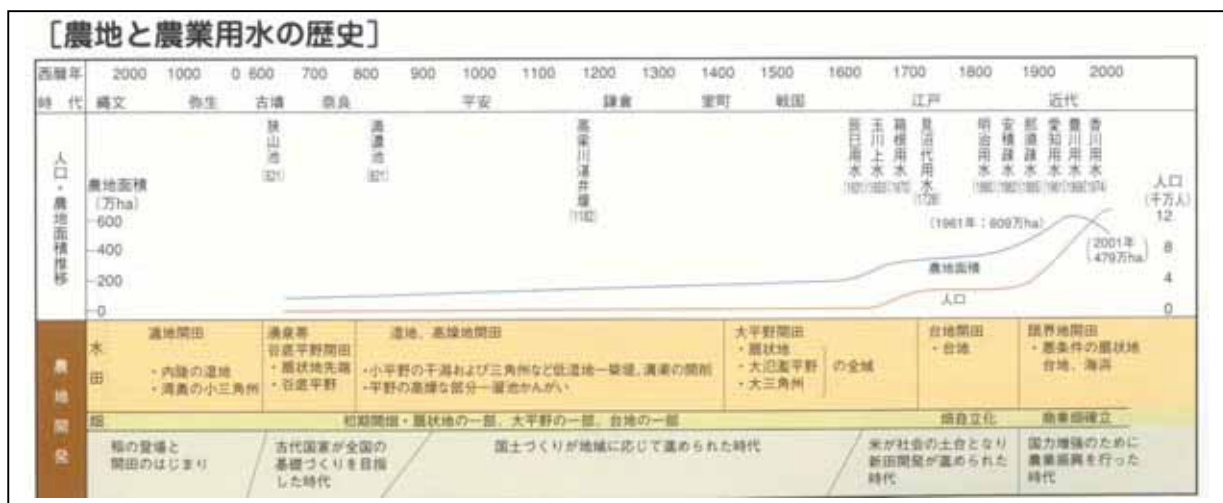 ［農地と農業用水の歴史］
西暦年 2000 1000 0 600 700 800 900 1000 1100 1200 1300 1400 1500 1600 1700 1800 1900 2000
時 代 縄文 弥生 古墳 奈良 平安 鎌倉 室町 戦国 江戸 近代
人口・農地面積推移
狭山池
満濃池
(821)
高梁川湛井堰
(1182)
辰巳用水
玉川上水
箱根用水
見沼代用水
(1728)
明治用水
安積疎水
那須疎水
愛知用水
豊川用水
香川用水
農地面積
(万ha)
600
400
200
0
人口
(千万人)
12
8
4
0
(1961年：609万ha)
(2001年
479万ha)
農地面積
人口
農地開発
水田
湿地開田
・内陸の湿地
・湾奥の小三角州
湧泉帯
谷底平野開田
・扇状地先端
・谷底平野
湿地、高燥地開田
・小平野の干潟および三角州など低湿地ー築堤、溝渠の開削
・平野の高燥な部分ー溜池かんがい
大平野開田
・扇状地
・大氾濫平野
・大三角州
の全域
台地開田
・台地
限界地開田
・悪条件の扇状地
台地、海浜
畑 初期開畑・扇状地の一部、大平野の一部、台地の一部 畑自立化 商業畑確立
稲の登場と
開田のはじまり
古代国家が全国の
基礎づくりを目指
した時代
国土づくりが地域に応じて進められた時代
米が社会の土台となり
新田開発が進められた
時代
国力増強のために
農業振興を行った
時代